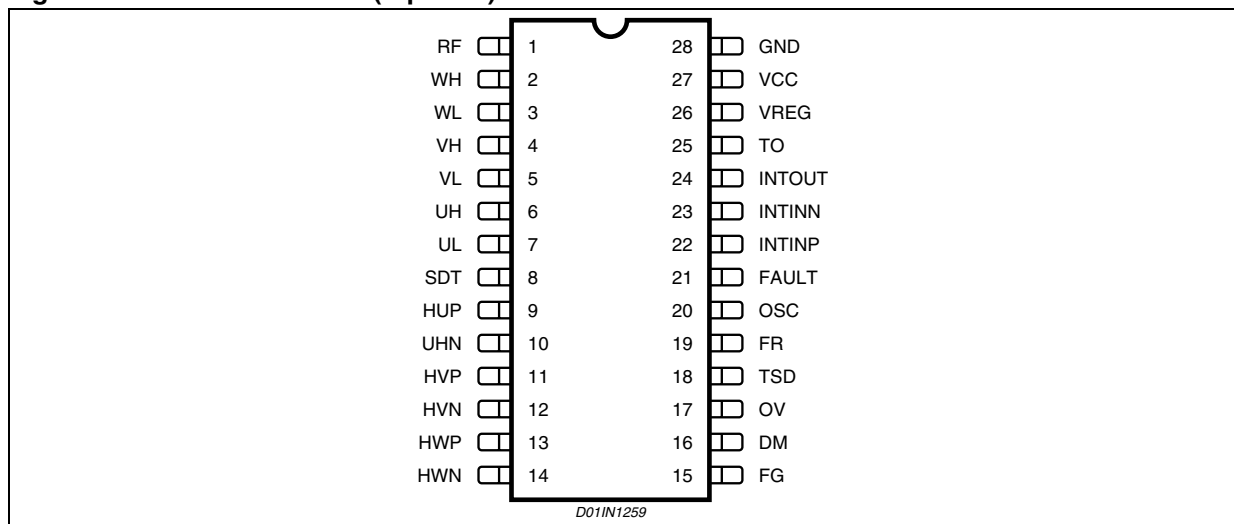 RF 1 28 GND
WH 2 27 VCC
WL 3 26 VREG
VH 4 25 TO
VL 5 24 INTOUT
UH 6 23 INTINN
UL 7 22 INTINP
SDT 8 21 FAULT
HUP 9 20 OSC
UHN 10 19 FR
HVP 11 18 TSD
HVN 12 17 OV
HWP 13 16 DM
HWN 14 15 FG
D01IN1259